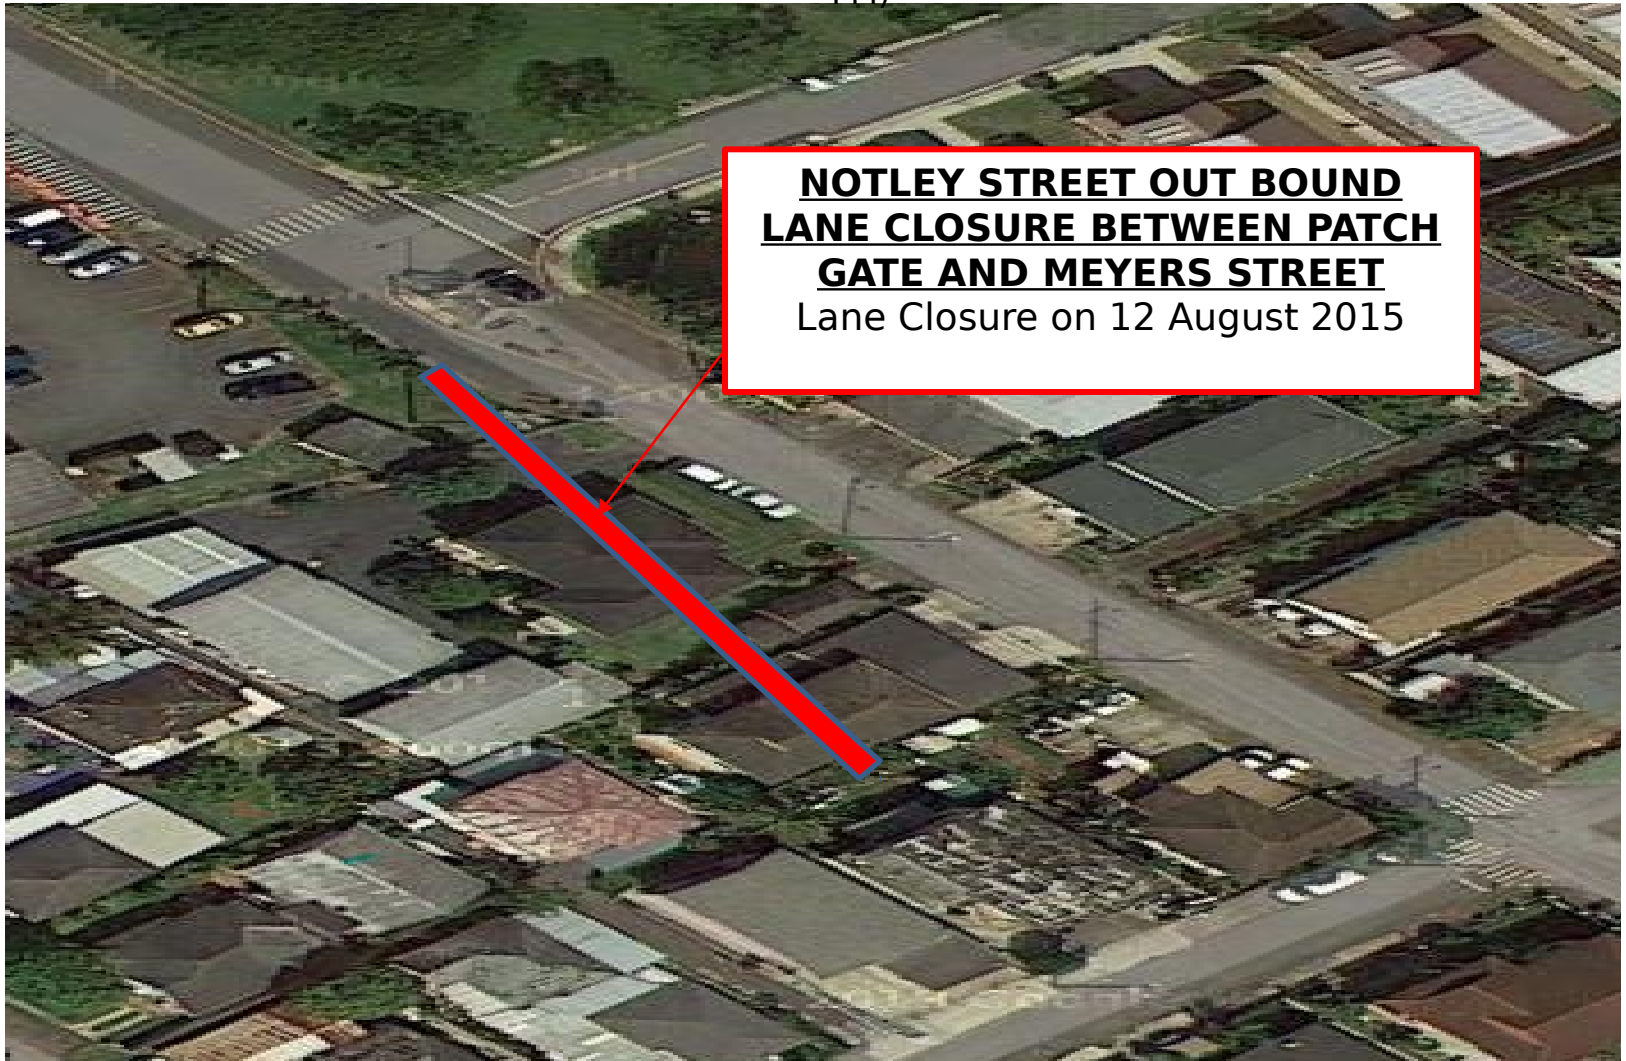 NOTLEY STREET OUT BOUND
LANE CLOSURE BETWEEN PATCH
GATE AND MEYERS STREET
Lane Closure on 12 August 2015